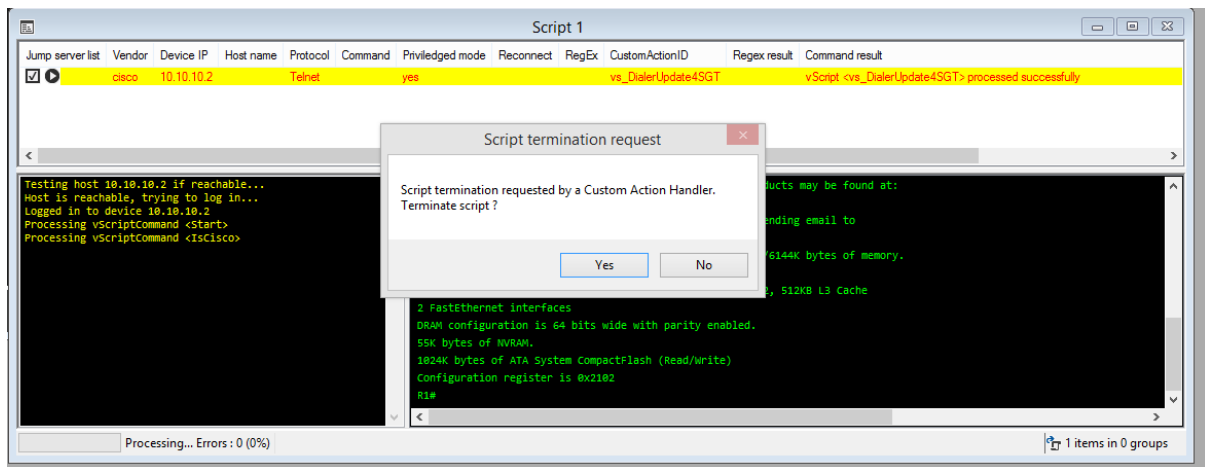 Script 1
Jump server list Vendor Device IP Host name Protocol Command Priviledged mode Reconnect RegEx CustomActionID Regex result Command result
cisco 10.10.10.2 Telnet yes vs_DialerUpdate4SGT vScript <vs_DialerUpdate4SGT> processed successfully
Script termination request
Script termination requested by a Custom Action Handler.
Terminate script ?
Yes No
Testing host 10.10.10.2 if reachable...
Host is reachable, trying to log in...
Logged in to device 10.10.10.2
Processing vScriptCommand <Start>
Processing vScriptCommand <IsCisco>
ducts may be found at:
ending email to
6144K bytes of memory.
2, 512KB L3 Cache
2 FastEthernet interfaces
DRAM configuration is 64 bits wide with parity enabled.
55K bytes of NVRAM.
1024K bytes of ATA System CompactFlash (Read/Write)
Configuration register is 0x2102
R1#
Processing... Errors : 0 (0%) 1 items in 0 groups